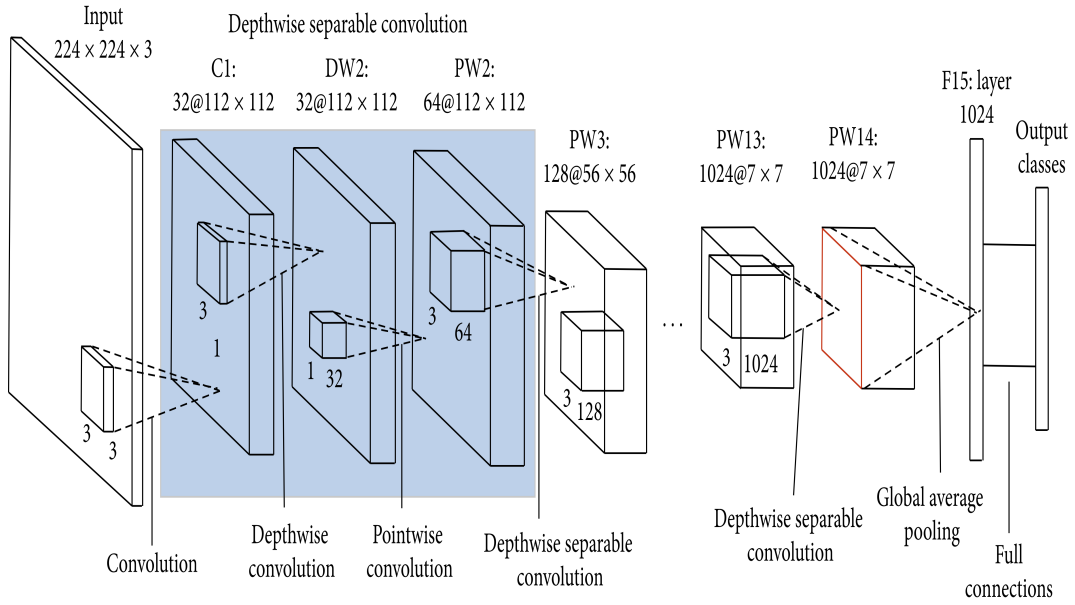 Input
224 × 224 × 3
Depthwise separable convolution
C1:
32@112 × 112
DW2:
32@112 × 112
PW2:
64@112 × 112
PW3:
128@56 × 56
PW13:
1024@7 × 7
PW14:
1024@7 × 7
F15: layer
1024
Output
classes
3
3
3
1
1
32
3
64
3
128
...
3
1024
Convolution
Depthwise
convolution
Pointwise
convolution
Depthwise separable
convolution
Depthwise separable
convolution
Global average
pooling
Full
connections